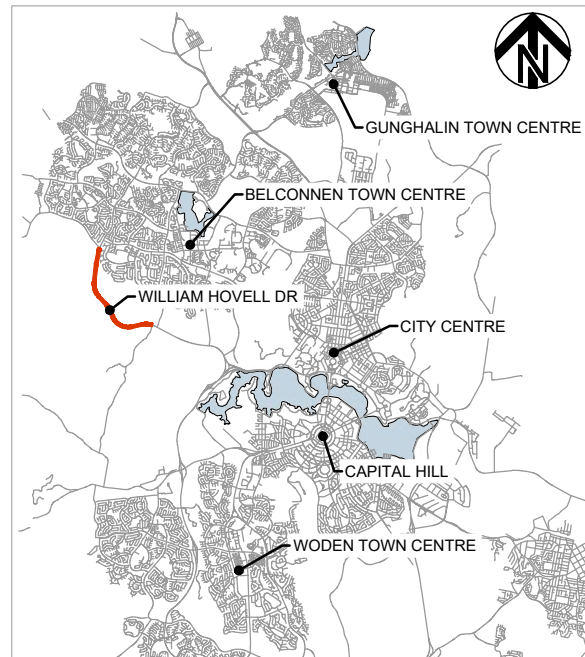 N
GUNGHALIN TOWN CENTRE
BELCONNEN TOWN CENTRE
WILLIAM HOVELL DR
CITY CENTRE
CAPITAL HILL
WODEN TOWN CENTRE